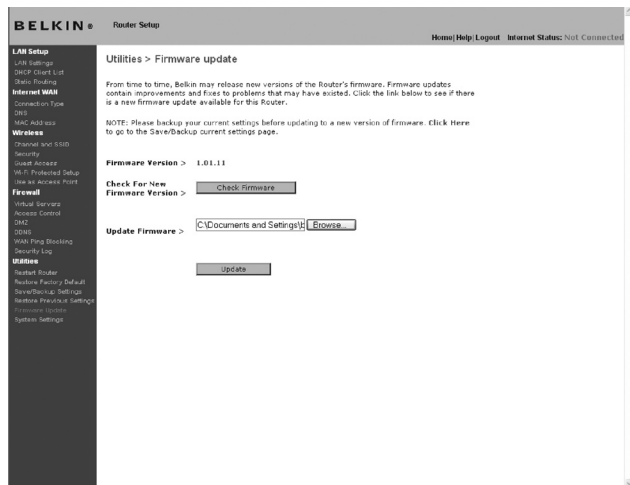 BELKIN®
Router Setup
Home|Help|Logout Internet Status: Not Connected
LAN Setup
LAN Settings
DHCP Client List
Static Routing
Internet WAN
Connection Type
DNS
MAC Address
Wireless
Channel and SSID
Security
Guest Access
Wi-Fi Protected Setup
Use as Access Point
Firewall
Virtual Servers
Access Control
DMZ
DDNS
WAN Ping Blocking
Security Log
Utilities
Restart Router
Restore Factory Default
Save/Backup Settings
Restore Previous Settings
Firmware Update
System Settings
Utilities > Firmware update
From time to time, Belkin may release new versions of the Router's firmware. Firmware updates
contain improvements and fixes to problems that may have existed. Click the link below to see if there
is a new firmware update available for this Router.
NOTE: Please backup your current settings before updating to a new version of firmware. Click Here
to go to the Save/Backup current settings page.
Firmware Version > 1.01.11
Check For New
Firmware Version > Check Firmware
Update Firmware > C:\Documents and Settings\b Browse...
Update